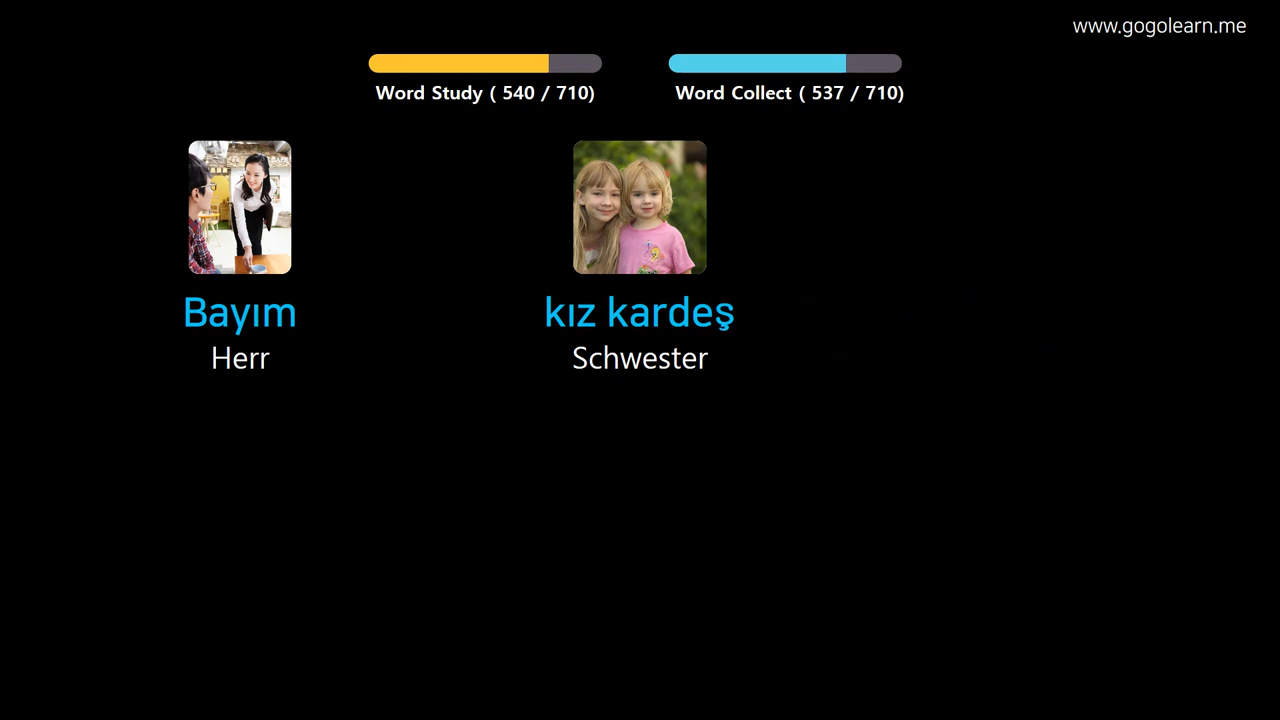 www.gogolearn.me
Word Study ( 540 / 710)
Word Collect ( 537 / 710)
Bayım
kız kardeş
Herr
Schwester